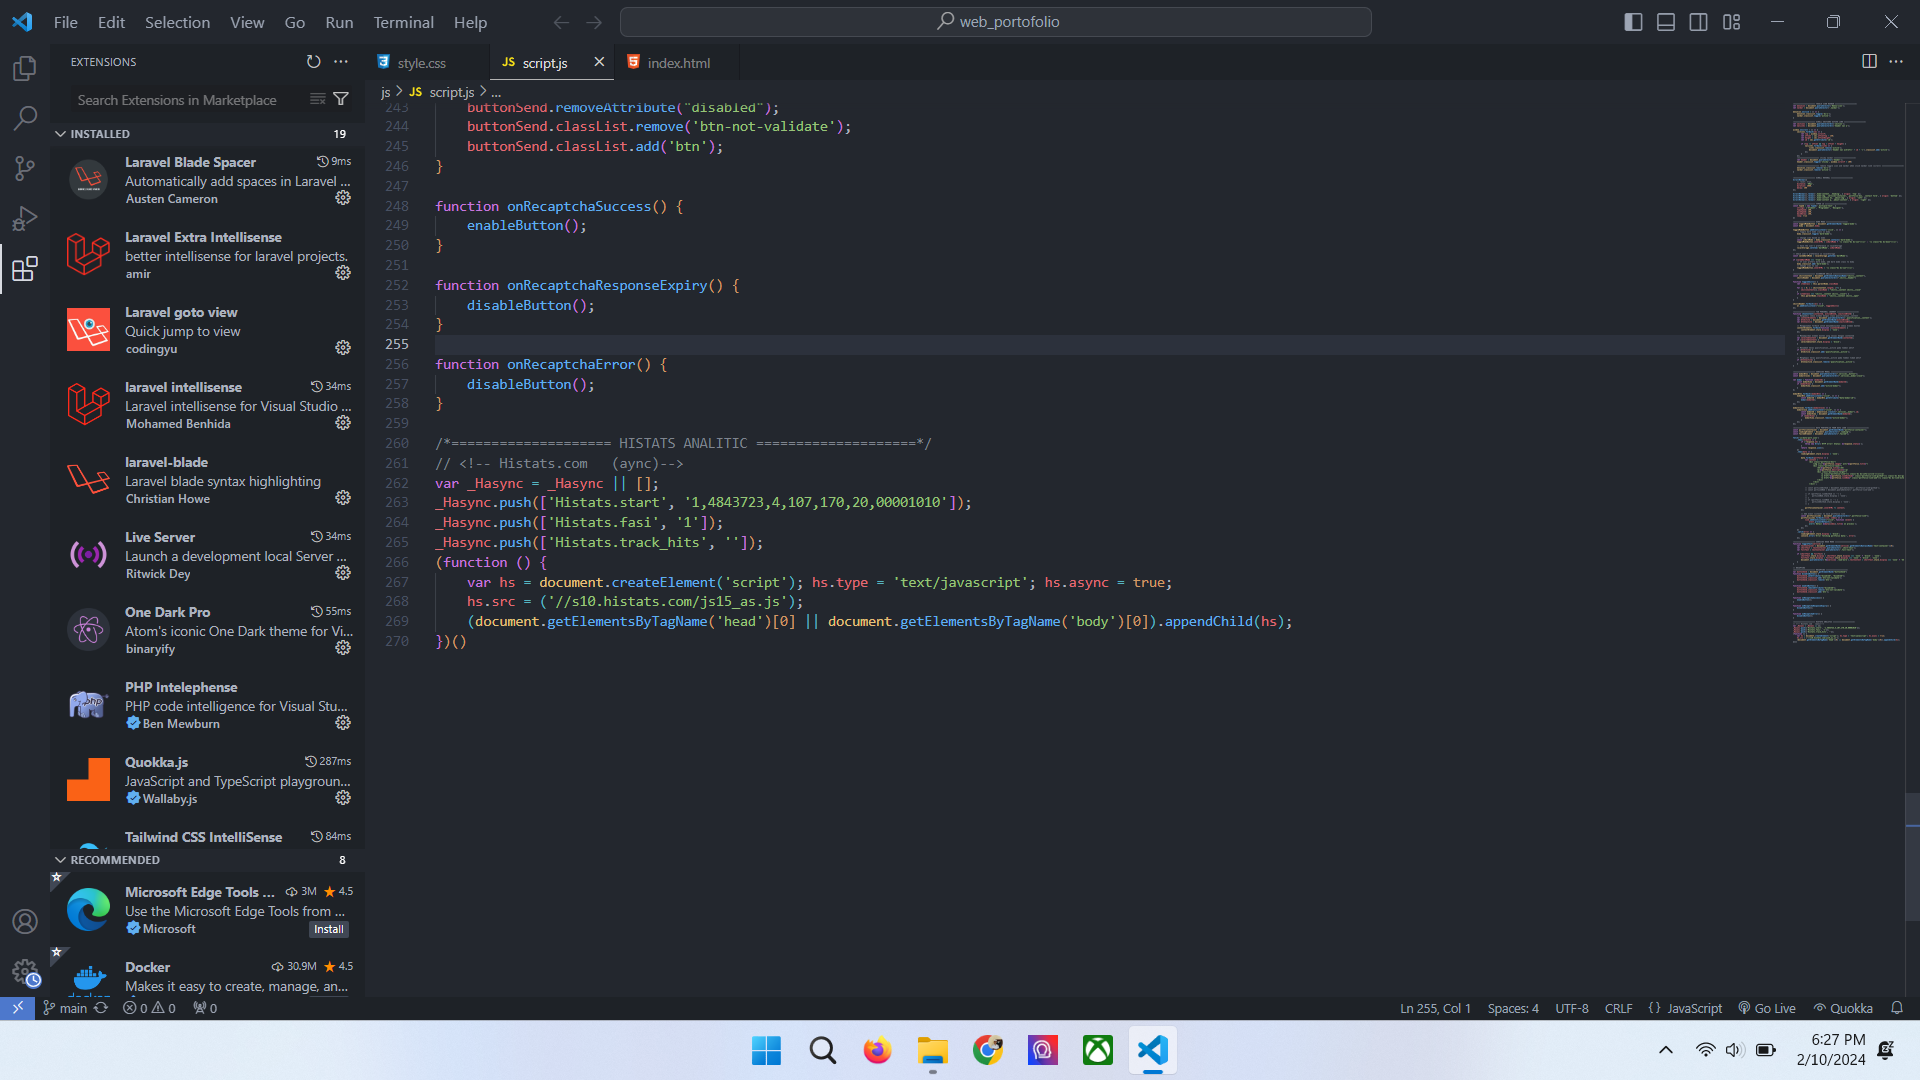 File Edit Selection View Go Run Terminal Help
web_portofolio
EXTENSIONS
style.css
JS script.js
index.html
Search Extensions in Marketplace
js > JS script.js > ...
INSTALLED 19
Laravel Blade Spacer 9ms
Automatically add spaces in Laravel ...
Austen Cameron
Laravel Extra Intellisense
better intellisense for laravel projects.
amir
Laravel goto view
Quick jump to view
codingyu
laravel intellisense 34ms
Laravel intellisense for Visual Studio ...
Mohamed Benhida
laravel-blade
Laravel blade syntax highlighting
Christian Howe
Live Server 34ms
Launch a development local Server ...
Ritwick Dey
One Dark Pro 55ms
Atom's iconic One Dark theme for Vi...
binaryify
PHP Intelephense
PHP code intelligence for Visual Stu...
Ben Mewburn
Quokka.js 287ms
JavaScript and TypeScript playgroun...
Wallaby.js
Tailwind CSS IntelliSense 84ms
RECOMMENDED 8
Microsoft Edge Tools ... 3M 4.5
Use the Microsoft Edge Tools from ...
Microsoft Install
Docker 30.9M 4.5
Makes it easy to create, manage, an...
243 buttonSend.removeAttribute("disabled");
244 buttonSend.classList.remove('btn-not-validate');
245 buttonSend.classList.add('btn');
246 }
247
248 function onRecaptchaSuccess() {
249 enableButton();
250 }
251
252 function onRecaptchaResponseExpiry() {
253 disableButton();
254 }
255
256 function onRecaptchaError() {
257 disableButton();
258 }
259
260 /*==================== HISTATS ANALITIC ====================*/
261 // <!-- Histats.com   (aync)-->
262 var _Hasync = _Hasync || [];
263 _Hasync.push(['Histats.start', '1,4843723,4,107,170,20,00001010']);
264 _Hasync.push(['Histats.fasi', '1']);
265 _Hasync.push(['Histats.track_hits', '']);
266 (function () {
267 var hs = document.createElement('script'); hs.type = 'text/javascript'; hs.async = true;
268 hs.src = ('//s10.histats.com/js15_as.js');
269 (document.getElementsByTagName('head')[0] || document.getElementsByTagName('body')[0]).appendChild(hs);
270 })()
main 0 0 0
Ln 255, Col 1 Spaces: 4 UTF-8 CRLF {} JavaScript Go Live Quokka
6:27 PM
2/10/2024